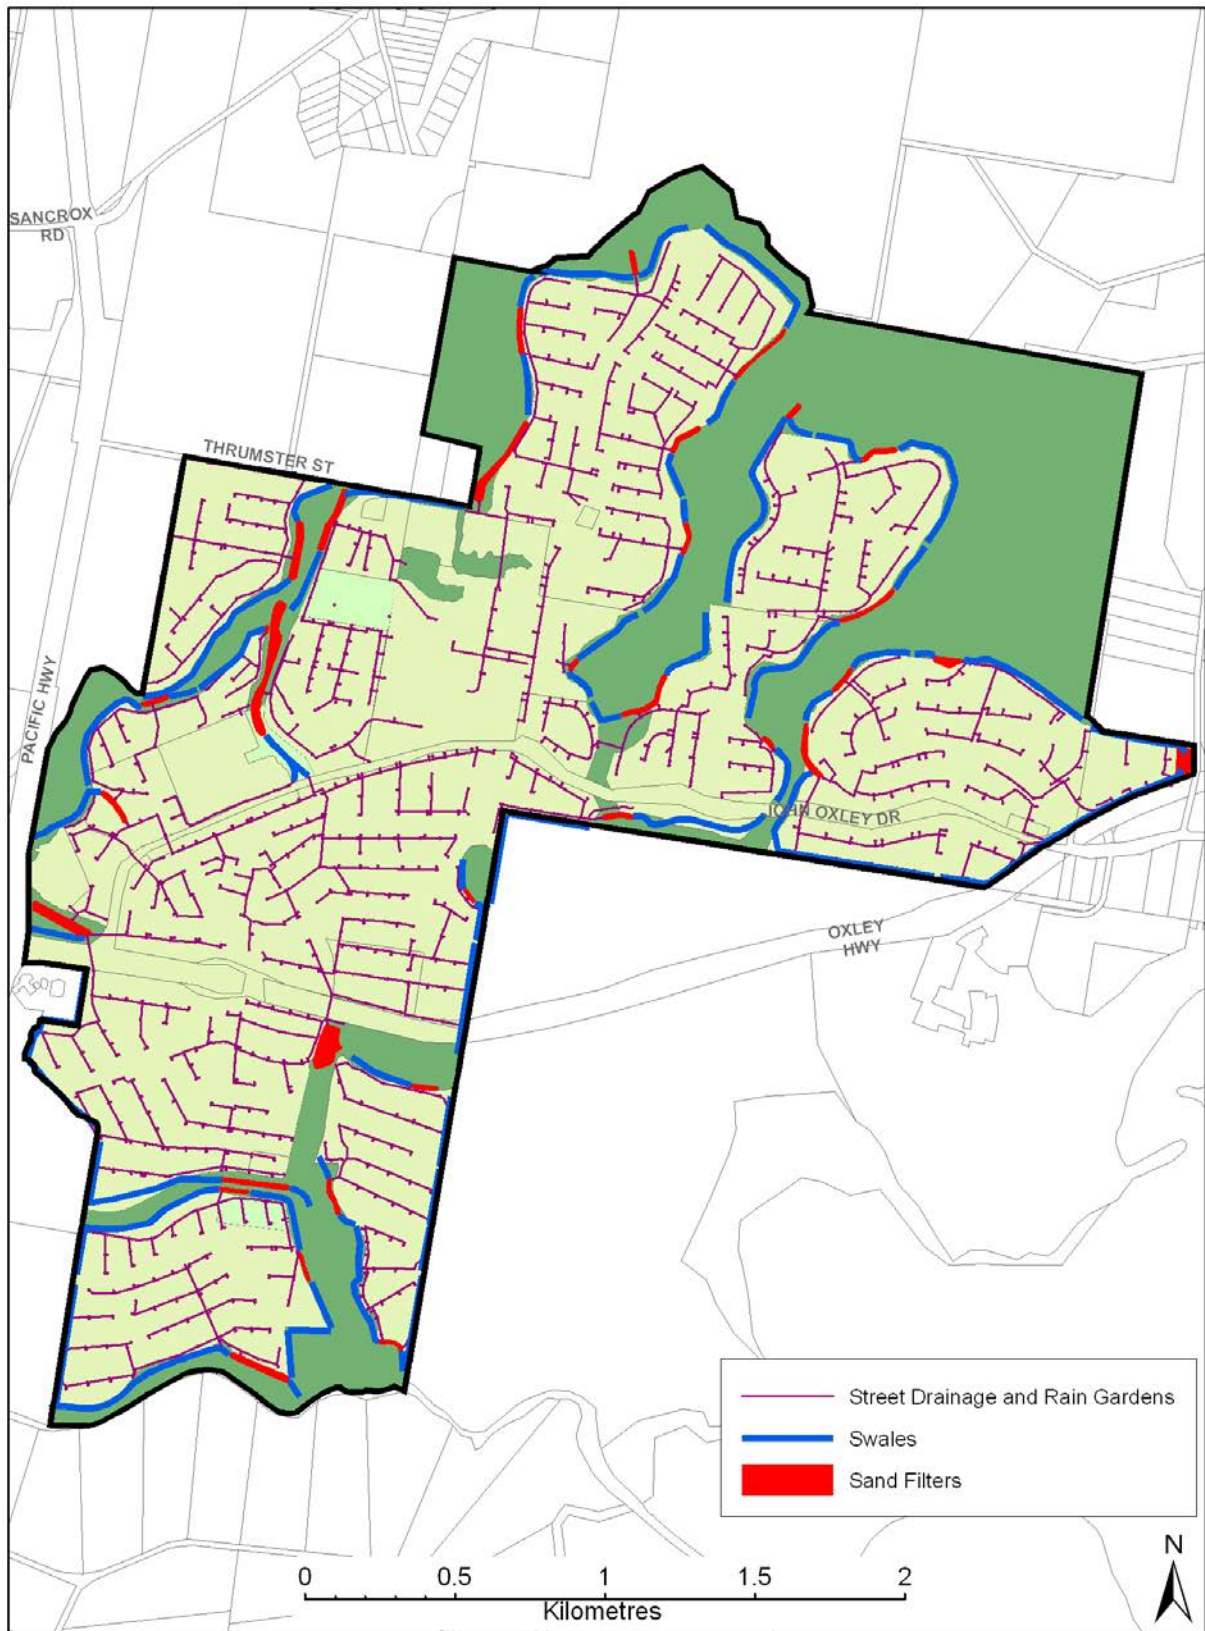 SANCROX
RD
THRUMSTER ST
PACIFIC HWY
JOHN OXLEY DR
OXLEY
HWY
Street Drainage and Rain Gardens
Swales
Sand Filters
N
0 0.5 1 1.5 2
Kilometres